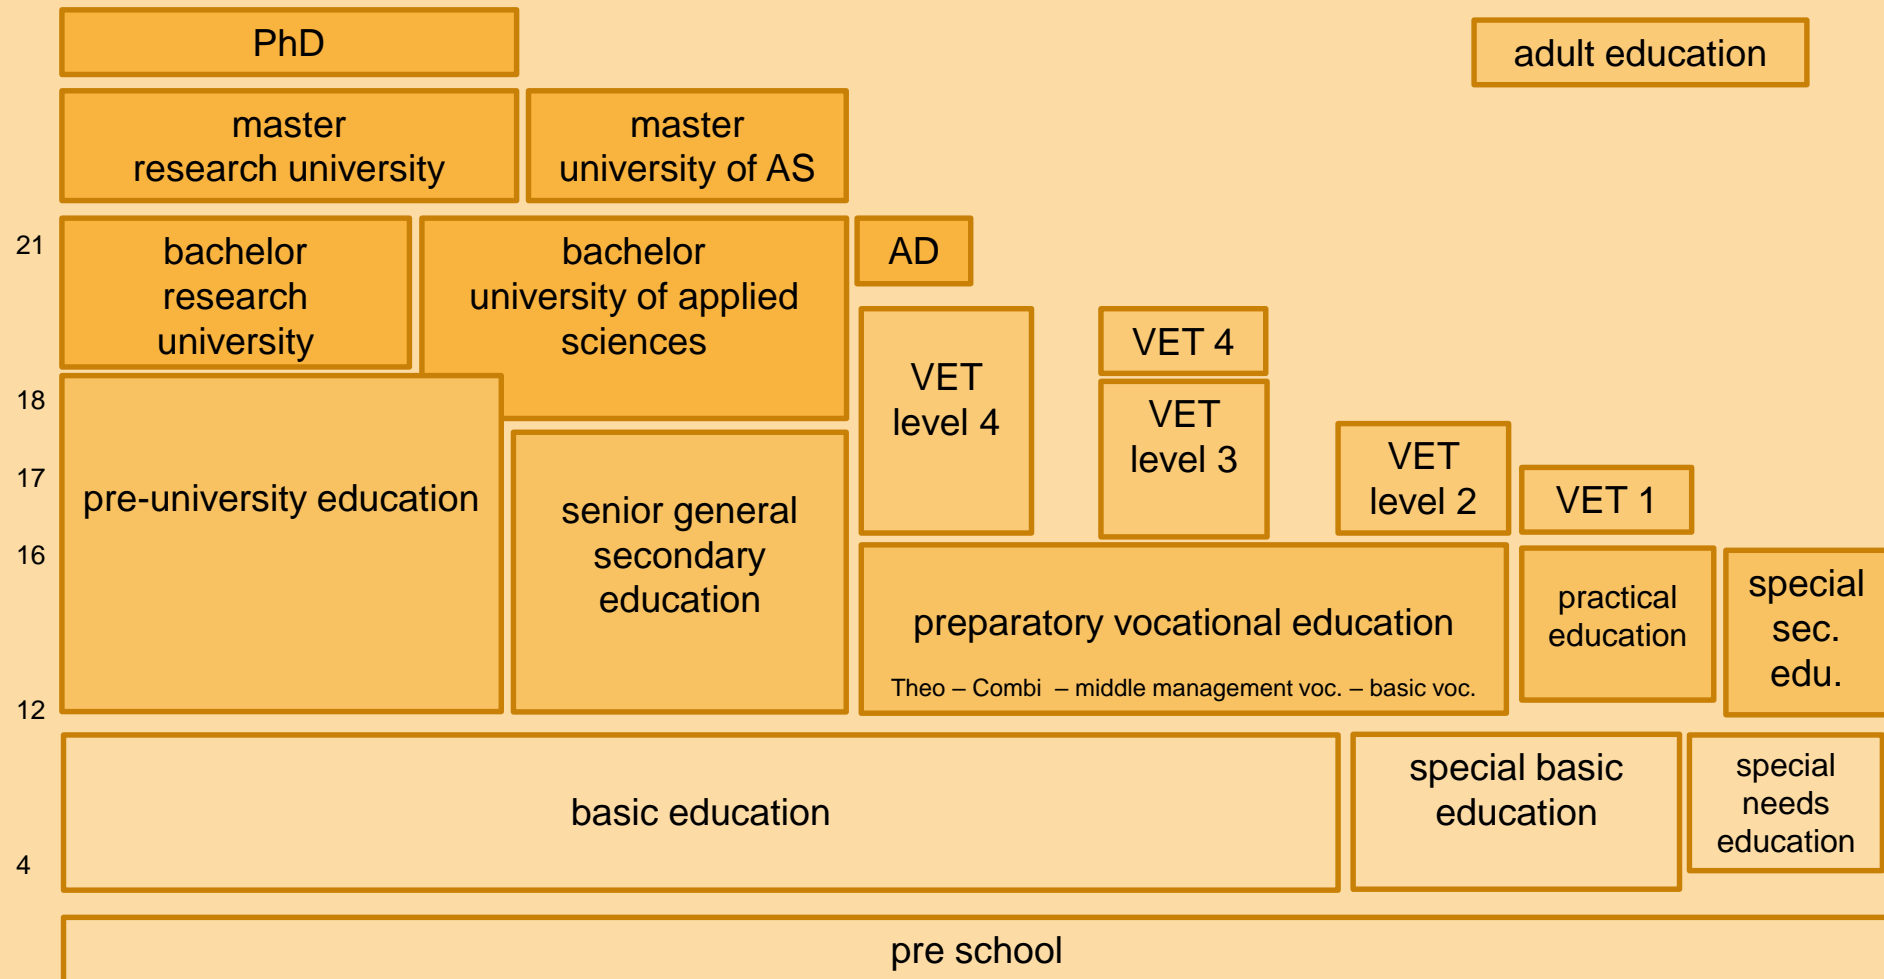 PhD
adult education
master
research university
master
university of AS
21
bachelor
research
university
bachelor
university of applied
sciences
AD
VET
level 4
VET 4
18
VET
level 3
VET
level 2
17
VET 1
pre-university education
senior general
secondary
education
16
preparatory vocational education
Theo – Combi – middle management voc. – basic voc.
practical
education
special
sec.
edu.
12
basic education
special basic
education
special
needs
education
4
pre school